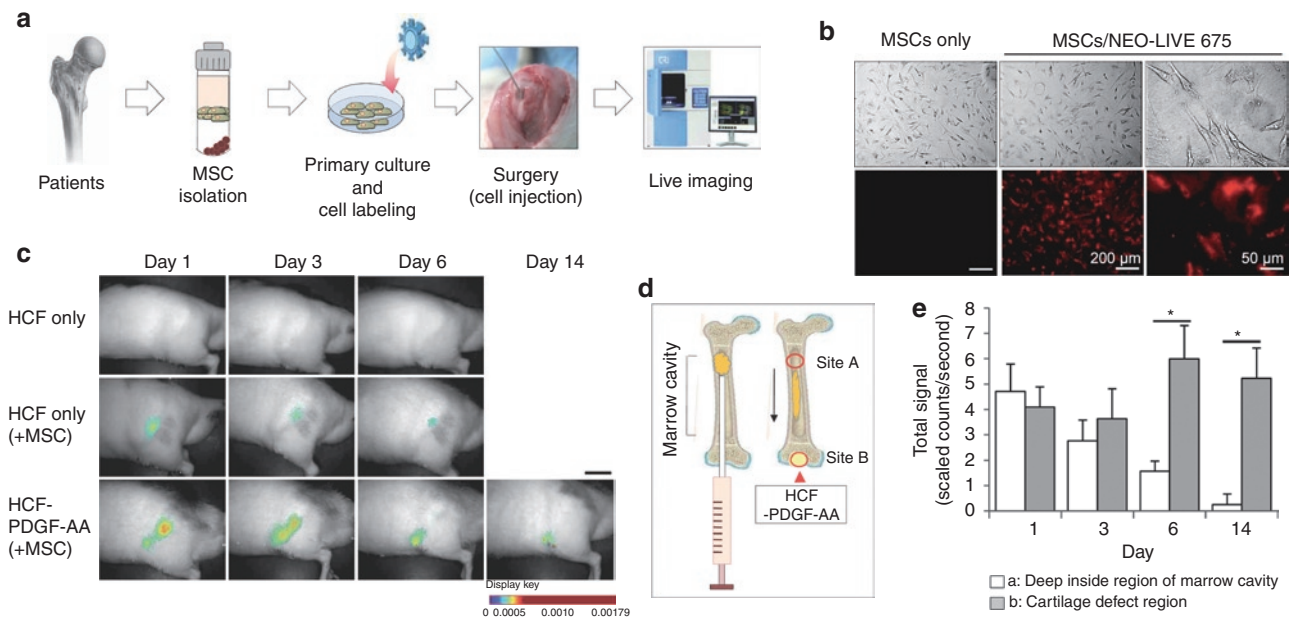 a
Patients
MSC
isolation
Primary culture
and
cell labeling
Surgery
(cell injection)
Live imaging
b
MSCs only
MSCs/NEO-LIVE 675
200 µm
50 µm
c
Day 1
Day 3
Day 6
Day 14
HCF only
HCF only
(+MSC)
HCF-
PDGF-AA
(+MSC)
Display key
0
0.0005
0.0010
0.00179
d
Marrow cavity
Site A
Site B
HCF
-PDGF-AA
e
Total signal
(scaled counts/second)
8
7
6
5
4
3
2
1
0
*
*
1
3
6
14
Day
a: Deep inside region of marrow cavity
b: Cartilage defect region